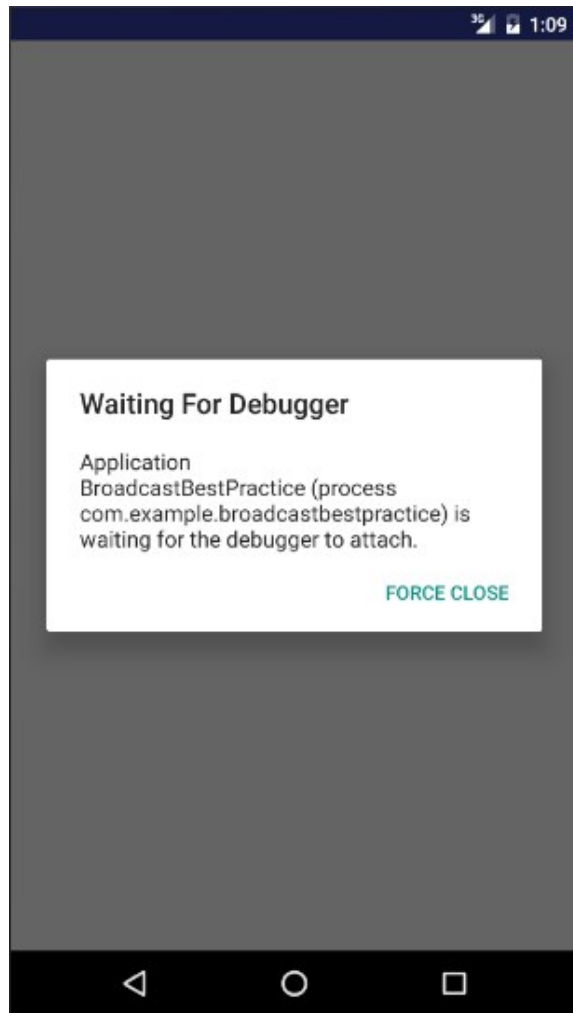 3G 1:09
Waiting For Debugger
Application
BroadcastBestPractice (process
com.example.broadcastbestpractice) is
waiting for the debugger to attach.
FORCE CLOSE